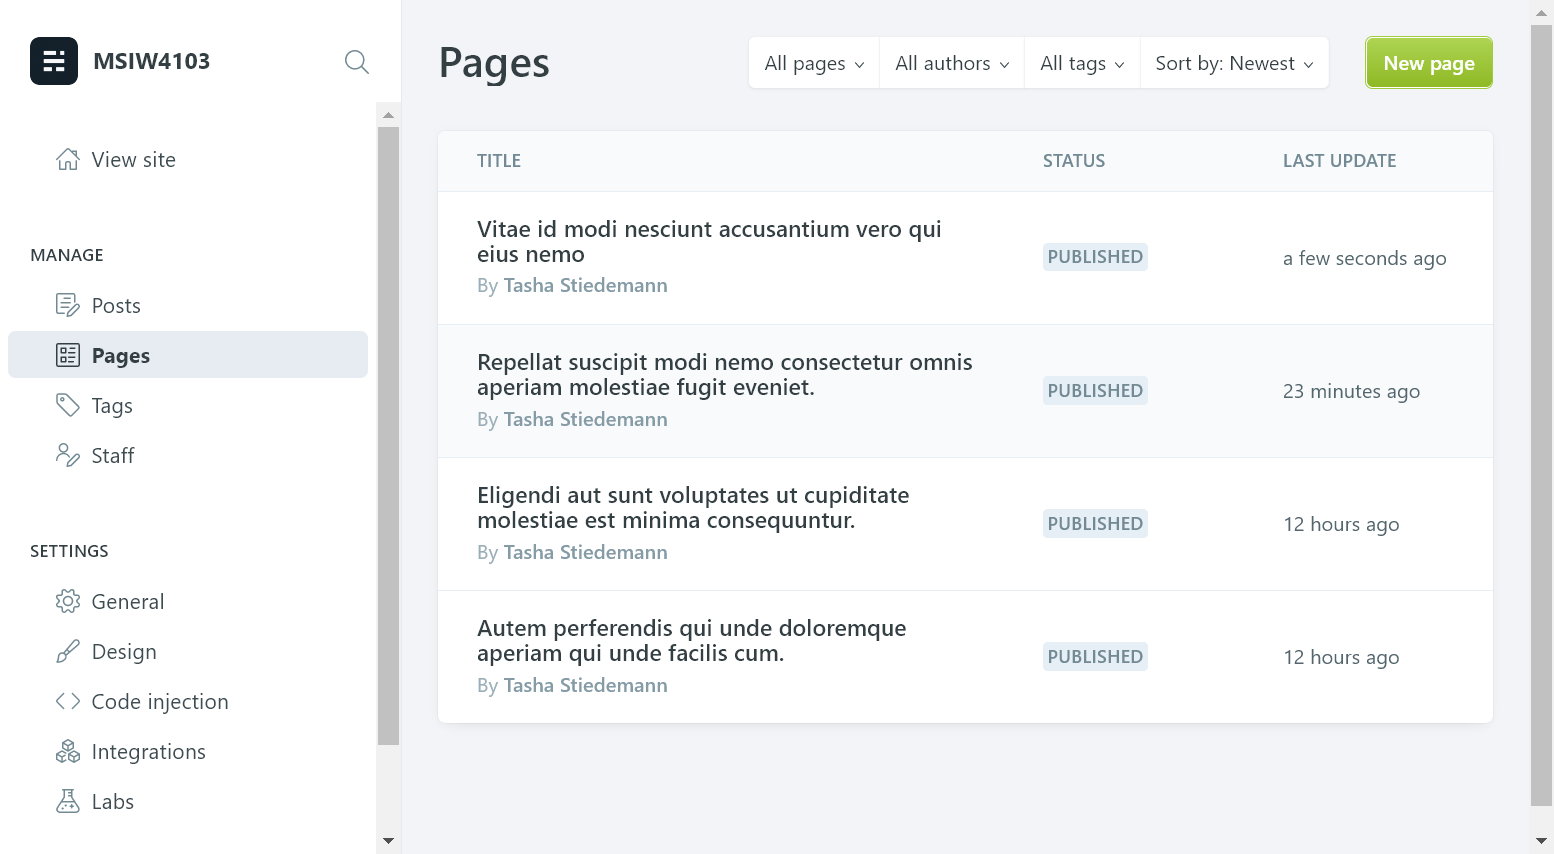 MSIW4103
View site
MANAGE
Posts
Pages
Tags
Staff
SETTINGS
General
Design
Code injection
Integrations
Labs
Pages
All pages
All authors
All tags
Sort by: Newest
New page
TITLE STATUS LAST UPDATE
Vitae id modi nesciunt accusantium vero qui
eius nemo
By Tasha Stiedemann
PUBLISHED
a few seconds ago
Repellat suscipit modi nemo consectetur omnis
aperiam molestiae fugit eveniet.
By Tasha Stiedemann
PUBLISHED
23 minutes ago
Eligendi aut sunt voluptates ut cupiditate
molestiae est minima consequuntur.
By Tasha Stiedemann
PUBLISHED
12 hours ago
Autem perferendis qui unde doloremque
aperiam qui unde facilis cum.
By Tasha Stiedemann
PUBLISHED
12 hours ago